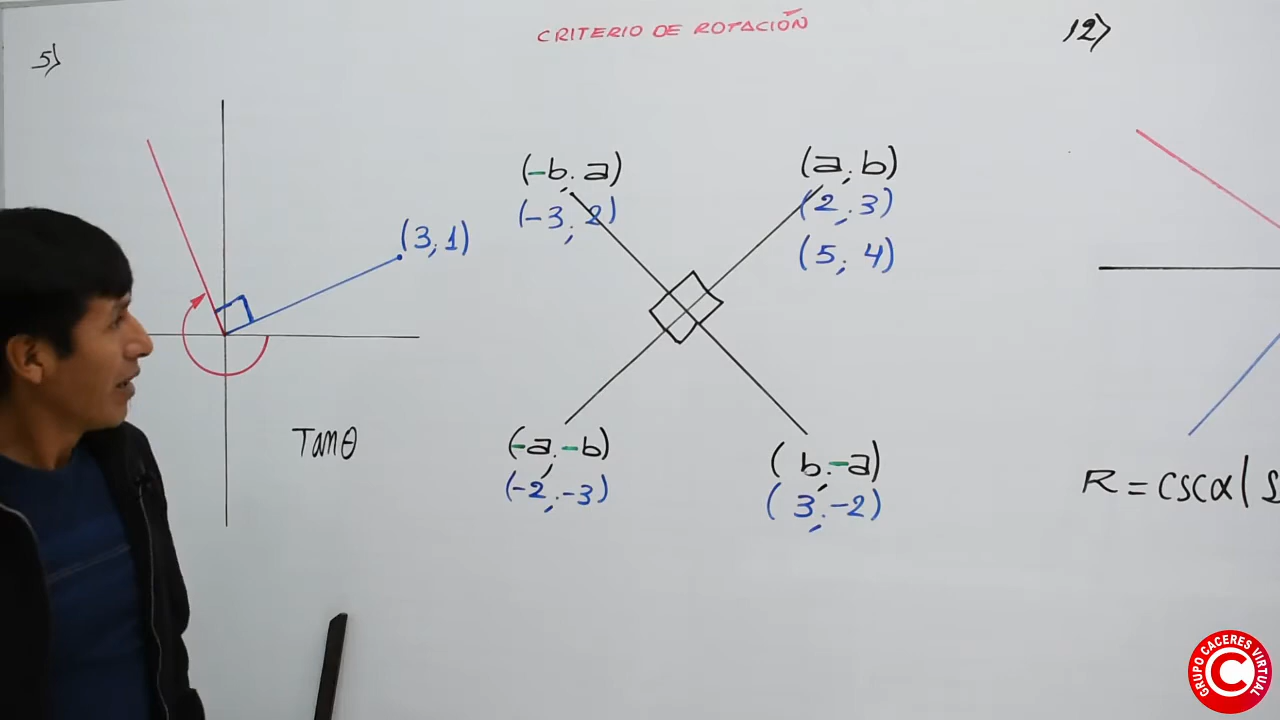 CRITERIO DE ROTACIÓN
5)
(3,1)
Tanθ
(-b; a)
(-3; 2)
(a; b)
(2; 3)
(5; 4)
(-a; -b)
(-2; -3)
(b; -a)
(3; -2)
12)
R = CSCα(
GRUPO CACERES VIRTUAL
C